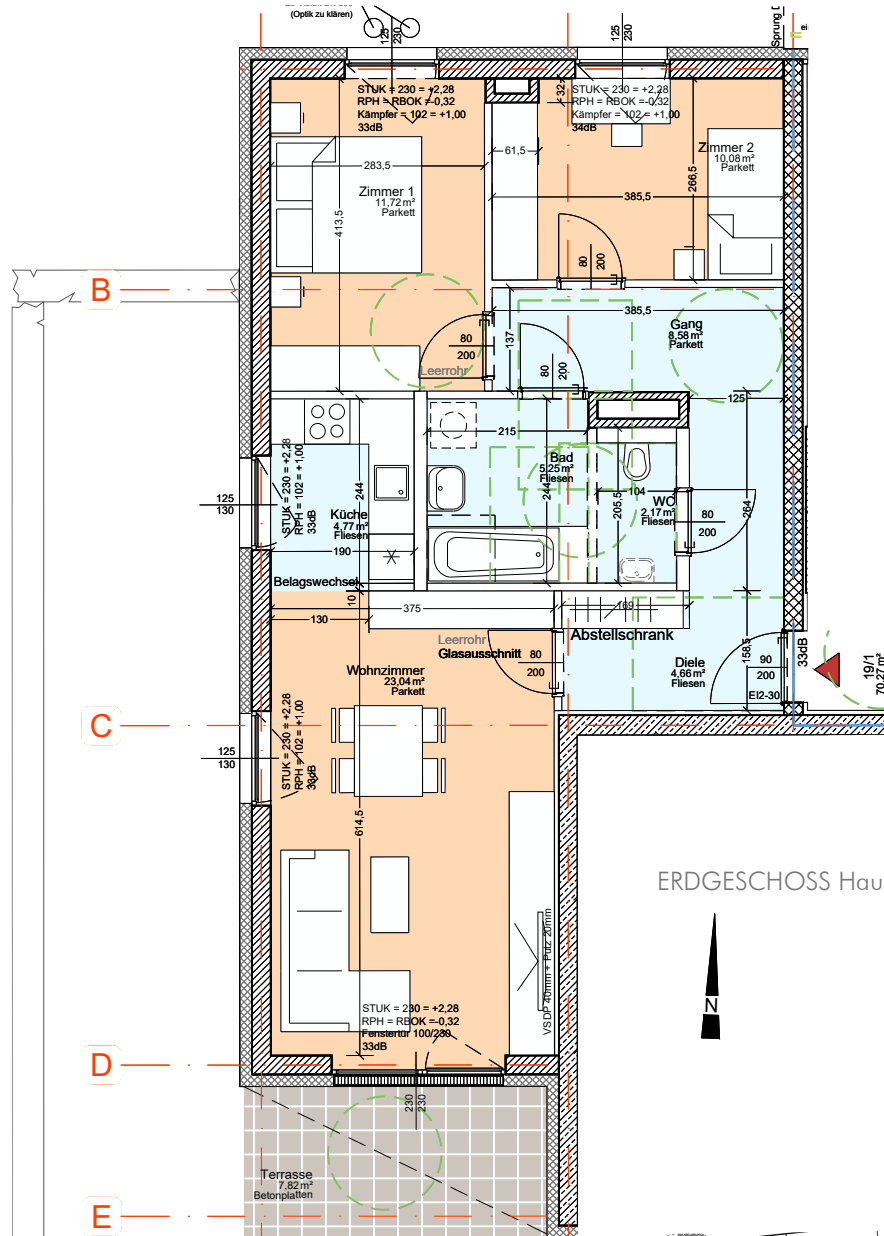 (Optik zu klären)
125
230
125
230
Sprung
STUK = 230 = +2,28
RPH = RBOK =-0,32
Kämpfer = 102 = +1,00
33dB
32
STUK = 230 = +2,28
RPH = RBOK =-0,32
Kämpfer = 102 = +1,00
34dB
61,5
Zimmer 2
10,08 m²
Parkett
283,5
266,5
Zimmer 1
11,72 m²
Parkett
385,5
413,5
80
200
B
385,5
Gang
8,58 m²
Parkett
137
80
200
80
200
Leerrohr
125
215
STUK = 230 = +2,28
RPH = 102 = +1,00
33dB
Bad
5,25 m²
Fliesen
244
244
104
WC
2,17 m²
Fliesen
205,5
264
125
130
Küche
4,77 m²
Fliesen
80
200
190
Belagswechsel
10
375
169
130
Leerrohr
Glasausschnitt
80
200
Abstellschrank
158,5
33dB
Wohnzimmer
23,04 m²
Parkett
Diele
4,66 m²
Fliesen
90
200
EI2-30
19/1
70,27 m²
C
STUK = 230 = +2,28
RPH = 102 = +1,00
33dB
125
130
614,5
ERDGESCHOSS Hau
VSDP 40mm + Putz 20mm
N
STUK = 230 = +2,28
RPH = RBOK =-0,32
Fenstertür 100/230
33dB
D
230
230
Terrasse
7,82 m²
Betonplatten
E